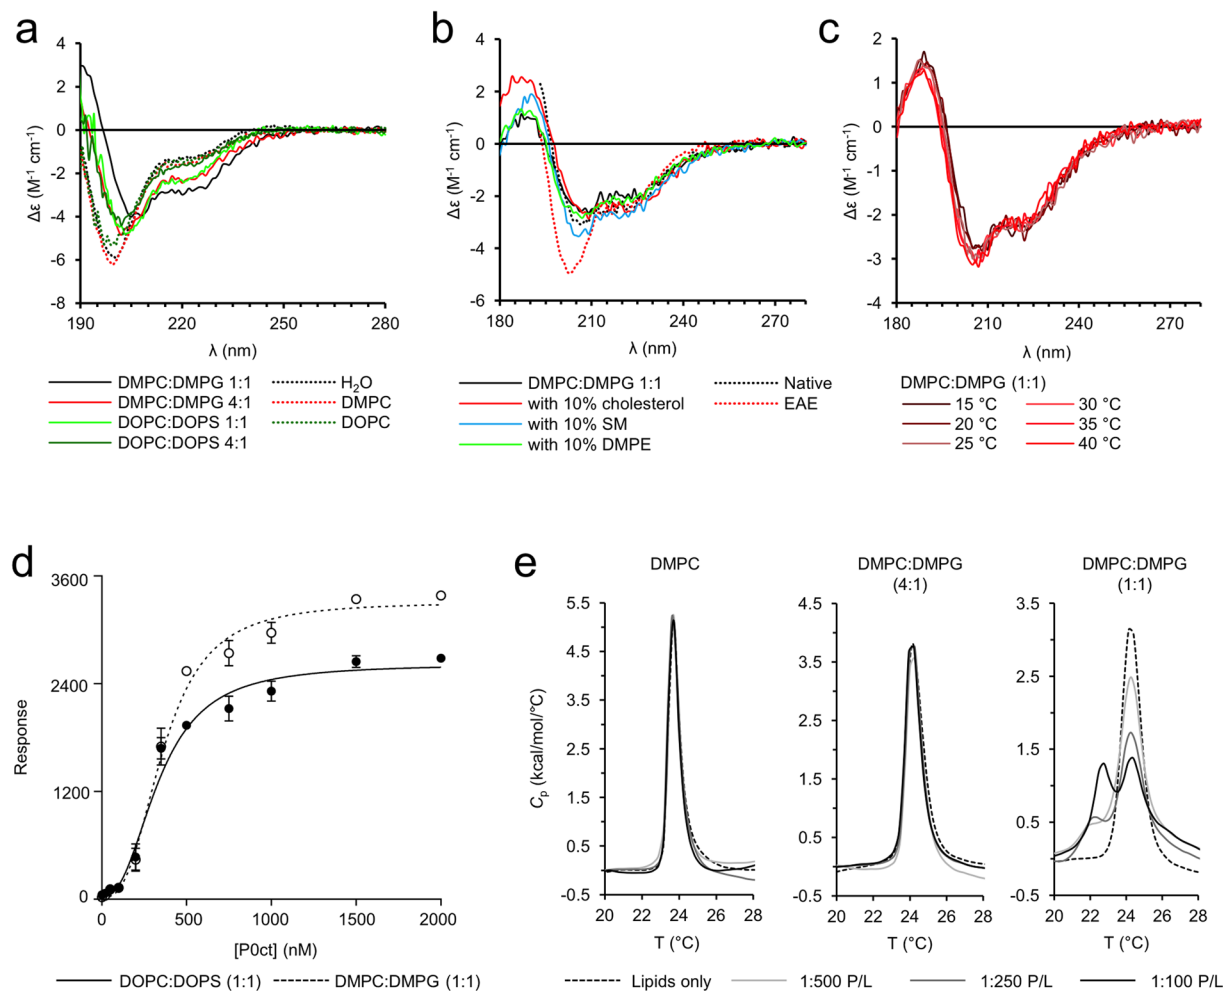 a
4
2
0
-2
-4
-6
-8
Δε (M⁻¹ cm⁻¹)
190 220 250 280
λ (nm)
DMPC:DMPG 1:1
DMPC:DMPG 4:1
DOPC:DOPS 1:1
DOPC:DOPS 4:1
H₂O
DMPC
DOPC
b
4
2
0
-2
-4
-6
Δε (M⁻¹ cm⁻¹)
180 210 240 270
λ (nm)
DMPC:DMPG 1:1
with 10% cholesterol
with 10% SM
with 10% DMPE
Native
EAE
c
2
1
0
-1
-2
-3
-4
Δε (M⁻¹ cm⁻¹)
180 210 240 270
λ (nm)
DMPC:DMPG (1:1)
15 °C
20 °C
25 °C
30 °C
35 °C
40 °C
d
3600
2400
1200
0
Response
0 500 1000 1500 2000
[P0ct] (nM)
DOPC:DOPS (1:1)
DMPC:DMPG (1:1)
e
DMPC
5.5
4.5
3.5
2.5
1.5
0.5
-0.5
20 22 24 26 28
T (°C)
DMPC:DMPG
(4:1)
Cp (kcal/mol/°C)
4.5
3.5
2.5
1.5
0.5
-0.5
20 22 24 26 28
T (°C)
DMPC:DMPG
(1:1)
3.5
2.5
1.5
0.5
-0.5
20 22 24 26 28
T (°C)
Lipids only
1:500 P/L
1:250 P/L
1:100 P/L